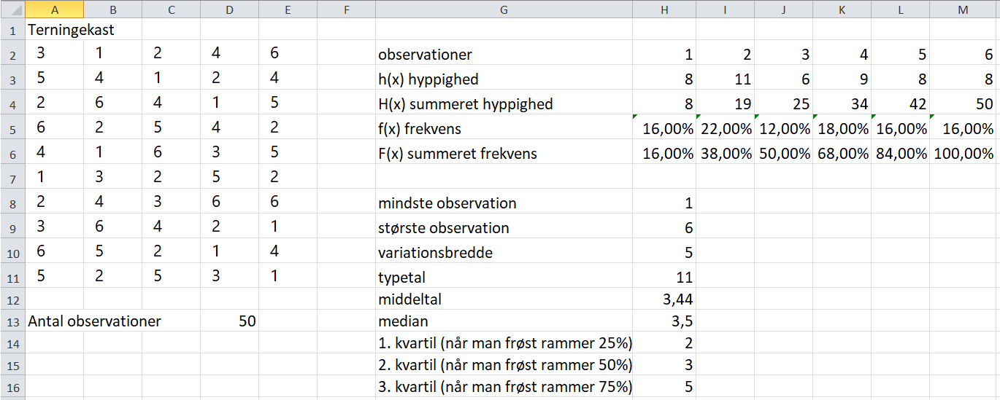 A B C D E F G H I J K L M
1 Terningekast
2 3 1 2 4 6 observationer 1 2 3 4 5 6
3 5 4 1 2 4 h(x) hyppighed 8 11 6 9 8 8
4 2 6 4 1 5 H(x) summeret hyppighed 8 19 25 34 42 50
5 6 2 5 4 2 f(x) frekvens 16,00% 22,00% 12,00% 18,00% 16,00% 16,00%
6 4 1 6 3 5 F(x) summeret frekvens 16,00% 38,00% 50,00% 68,00% 84,00% 100,00%
7 1 3 2 5 2
8 2 4 3 6 6 mindste observation 1
9 3 6 4 2 1 største observation 6
10 6 5 2 1 4 variationsbredde 5
11 5 2 5 3 1 typetal 11
12 middeltal 3,44
13 Antal observationer 50 median 3,5
14 1. kvartil (når man frøst rammer 25%) 2
15 2. kvartil (når man frøst rammer 50%) 3
16 3. kvartil (når man frøst rammer 75%) 5